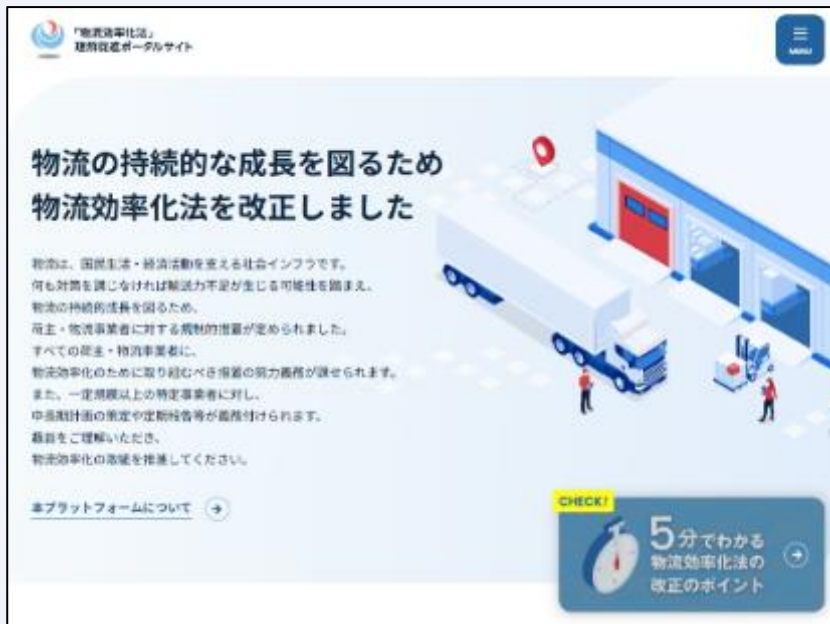 「物流効率化法」
理解促進ポータルサイト
MENU
物流の持続的な成長を図るため
物流効率化法を改正しました
物流は、国民生活・経済活動を支える社会インフラです。
何も対策を講じなければ輸送力不足が生じる可能性を踏まえ、
物流の持続的成長を図るため、
荷主・物流事業者に対する規制的措置が定められました。
すべての荷主・物流事業者に、
物流効率化のために取り組むべき措置の努力義務が課せられます。
また、一定規模以上の特定事業者に対し、
中長期計画の策定や定期報告等が義務付けられます。
趣旨をご理解いただき、
物流効率化の取組を推進してください。
本プラットフォームについて
CHECK!
5分でわかる
物流効率化法の
改正のポイント